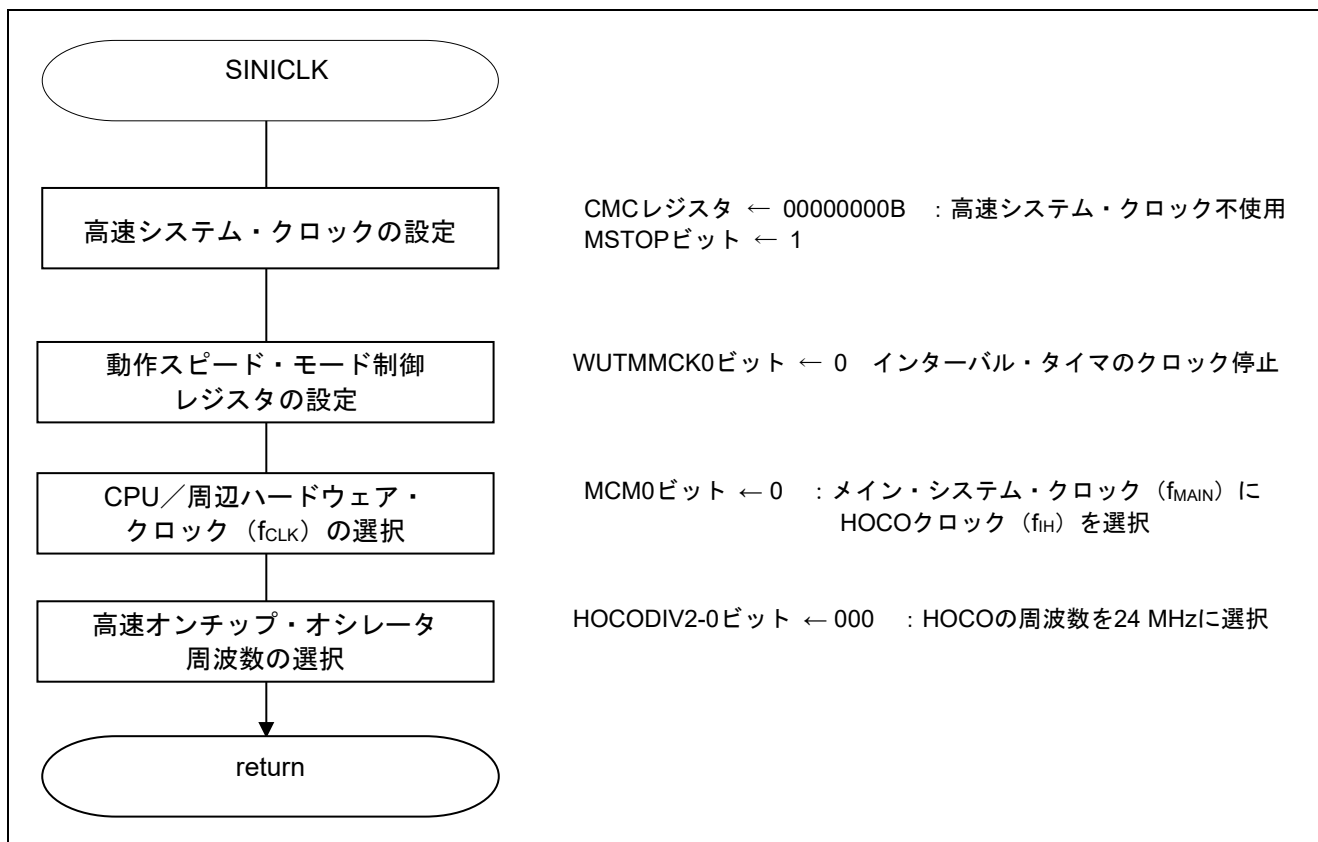 SINICLK
高速システム・クロックの設定
CMCレジスタ ← 00000000B ：高速システム・クロック不使用
MSTOPビット ← 1
動作スピード・モード制御
レジスタの設定
WUTMMCK0ビット ← 0 インターバル・タイマのクロック停止
CPU／周辺ハードウェア・
クロック（fCLK）の選択
MCM0ビット ← 0 ：メイン・システム・クロック（fMAIN）に
HOCOクロック（fIH）を選択
高速オンチップ・オシレータ
周波数の選択
HOCODIV2-0ビット ← 000 ：HOCOの周波数を24 MHzに選択
return